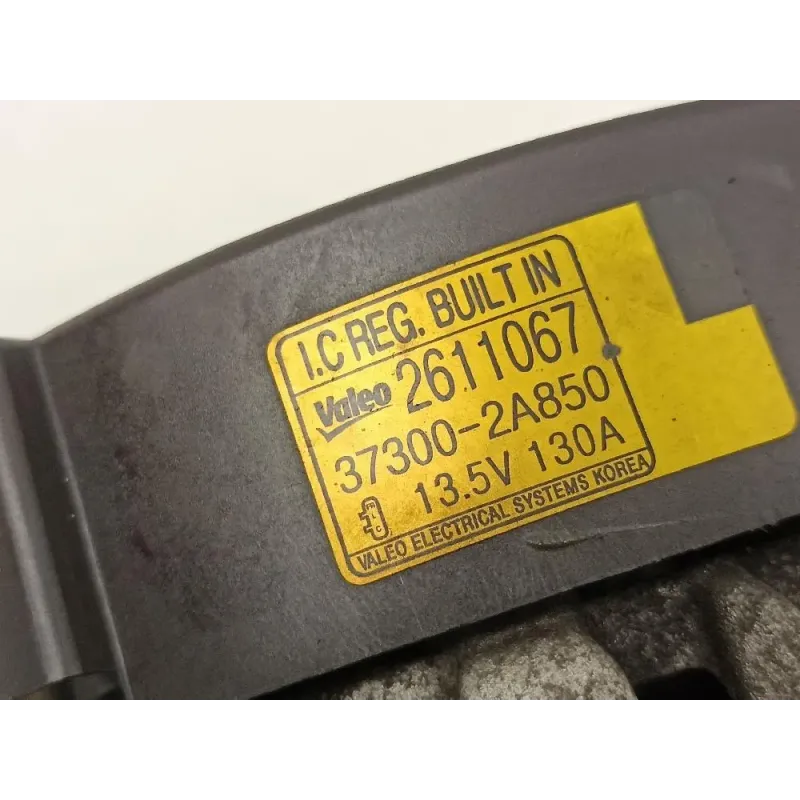 I.C REG. BUILT IN
Valeo 2611067
37300-2A850
13.5V 130A
VALEO ELECTRICAL SYSTEMS KOREA